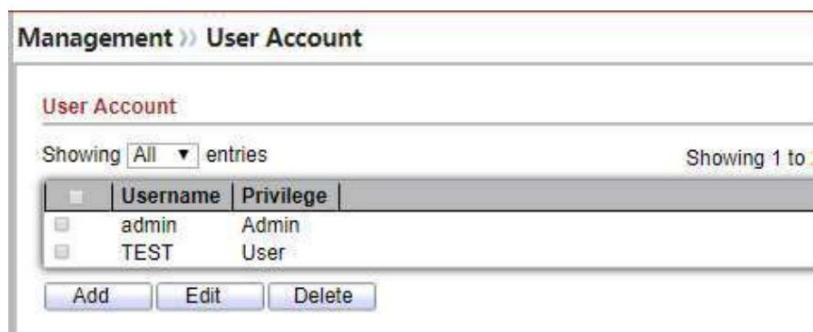 Management » User Account
User Account
Showing All ▼ entries
Showing 1 to
Username Privilege
admin Admin
TEST User
Add Edit Delete